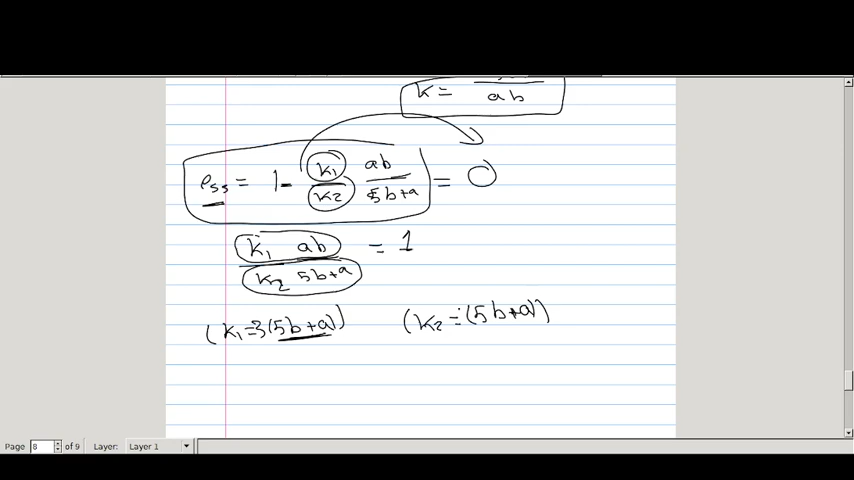 k = 
ab
e_ss = 1 - k₁/k₂ ab/5b+a = 0
k₁ ab/k₂ 5b+a = 1
(k₁=3(5b+a)) (k₂=(5b+a))
Page 8 of 9 Layer: Layer 1